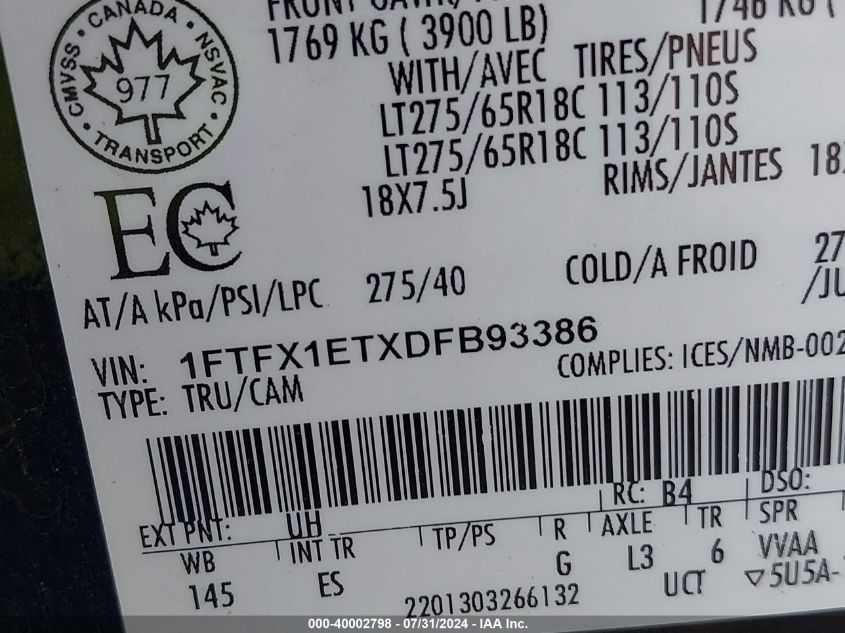 CMVSS • CANADA • NSVAC • TRANSPORT •
977
1769 KG ( 3900 LB)
WITH/AVEC TIRES/PNEUS
LT275/65R18C 113/110S
LT275/65R18C 113/110S
18X7.5J RIMS/JANTES
EC
AT/A kPa/PSI/LPC 275/40 COLD/A FROID
VIN: 1FTFX1ETXDFB93386
TYPE: TRU/CAM COMPLIES: ICES/NMB-002
EXT PNT: UH RC: B4 DSO:
WB INT TR TP/PS R AXLE TR SPR
145 ES G L3 6 VVAA
2201303266132 UCT ▽5U5A-
000-40002798 - 07/31/2024 - IAA Inc.